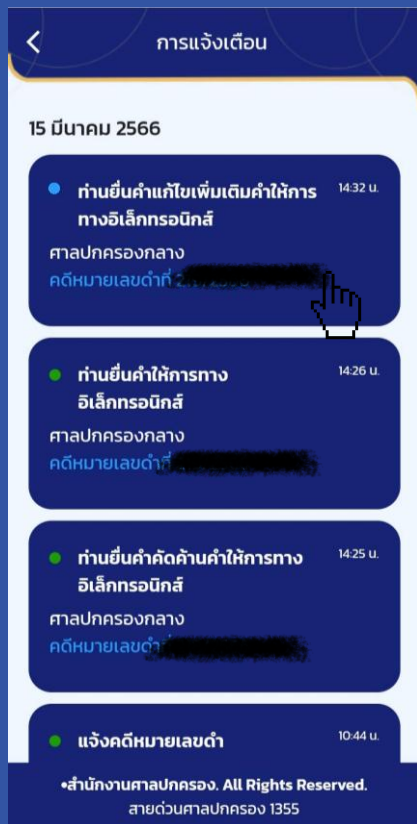 การแจ้งเตือน
15 มีนาคม 2566
ท่านยื่นคำแก้ไขเพิ่มเติมคำให้การ 14:32 น.
ทางอิเล็กทรอนิกส์
ศาลปกครองกลาง
คดีหมายเลขดำที่
ท่านยื่นคำให้การทาง 14:26 น.
อิเล็กทรอนิกส์
ศาลปกครองกลาง
คดีหมายเลขดำที่
ท่านยื่นคำคัดค้านคำให้การทาง 14:25 น.
อิเล็กทรอนิกส์
ศาลปกครองกลาง
คดีหมายเลขดำที่
แจ้งคดีหมายเลขดำ 10:44 น.
•สำนักงานศาลปกครอง. All Rights Reserved.
สายด่วนศาลปกครอง 1355